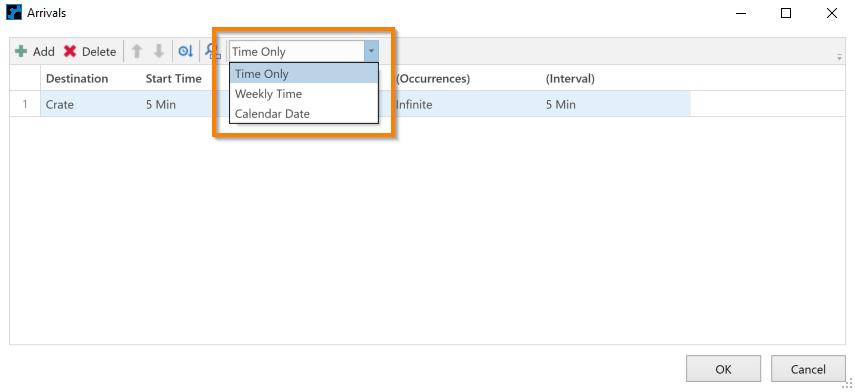 Arrivals
Add Delete Time Only
Destination Start Time (Occurrences) (Interval)
Time Only
Weekly Time
Calendar Date
1 Crate 5 Min Infinite 5 Min
OK Cancel